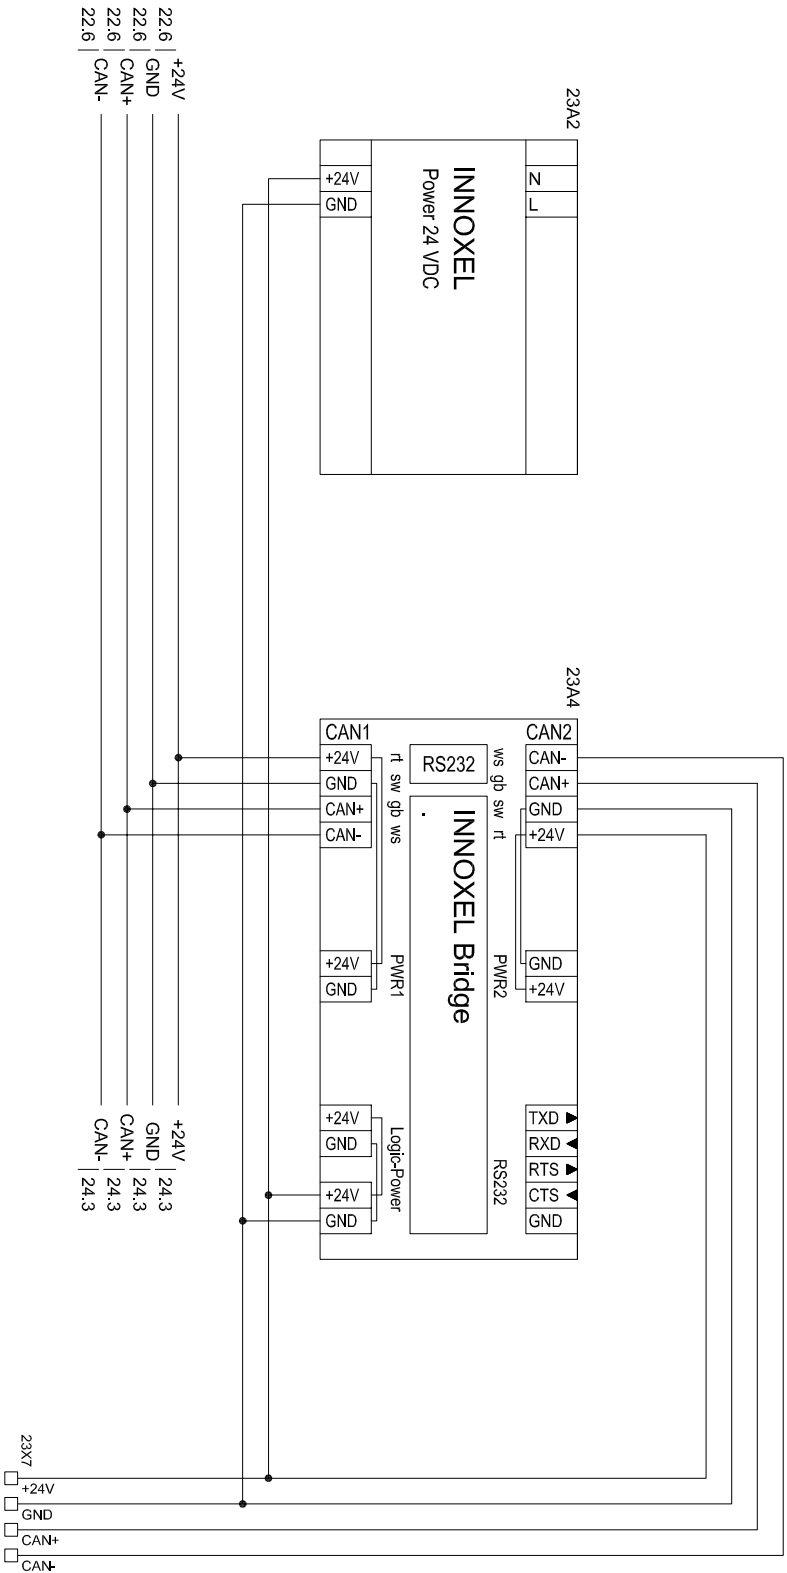 22.6
+24V
22.6
GND
22.6
CAN+
22.6
CAN-
23A2
N
L
INNOXEL
Power 24 VDC
+24V
GND
23A4
CAN1
CAN2
+24V
GND
CAN+
CAN-
rt sw gb ws
RS232
ws gb sw rt
CAN-
CAN+
GND
+24V
INNOXEL Bridge
.
+24V
GND
PWR1
PWR2
GND
+24V
+24V
GND
+24V
GND
Logic-Power
RS232
TXD
RXD
RTS
CTS
GND
+24V
24.3
GND
24.3
CAN+
24.3
CAN-
24.3
23X7
+24V
GND
CAN+
CAN-